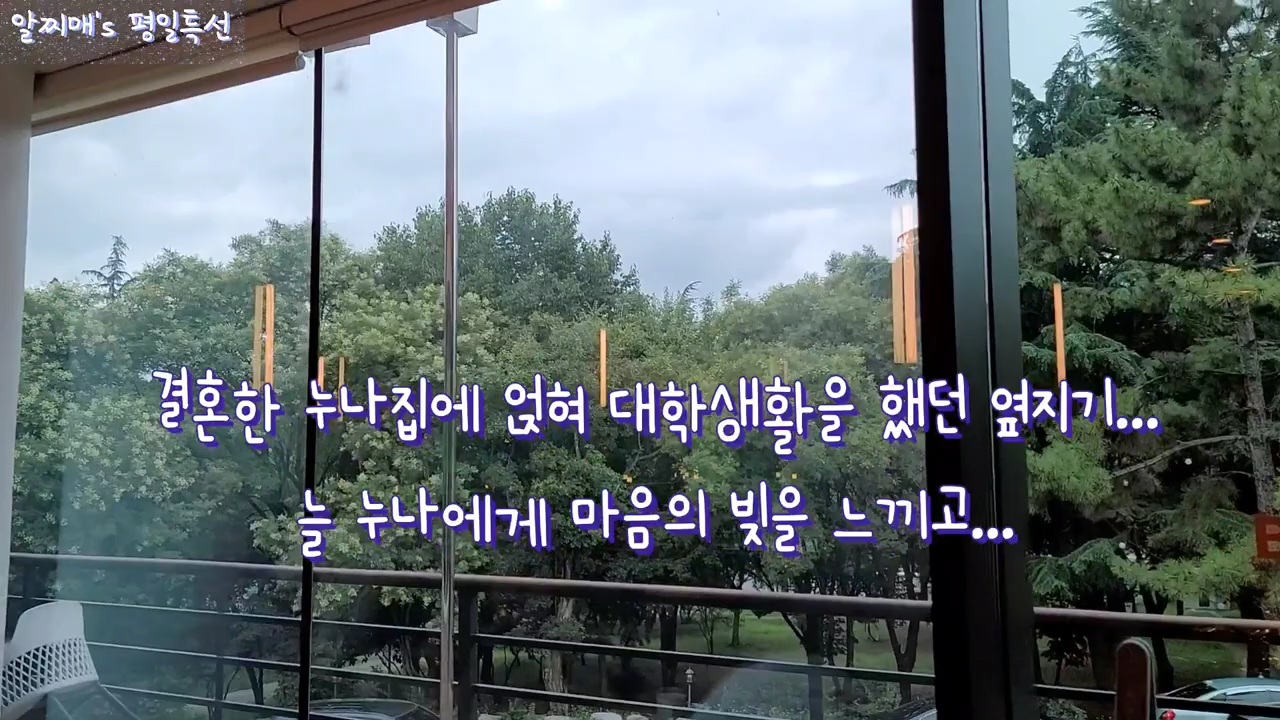 알찌매's 평일특선
결혼한 누나집에 얹혀 대학생활을 했던 옆지기...
늘 누나에게 마음의 빚을 느끼고...